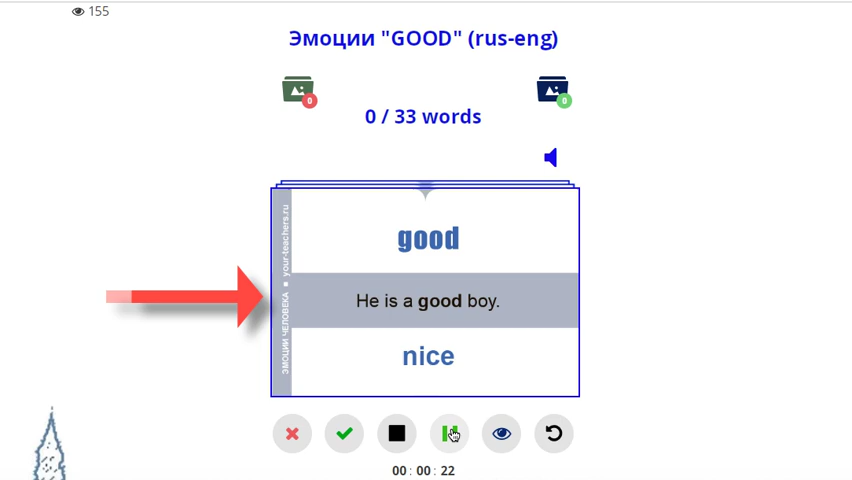 155
Эмоции "GOOD" (rus-eng)
0
0
0 / 33 words
good
He is a good boy.
nice
ЭМОЦИИ ЧЕЛОВЕКА ■ your-teachers.ru
00 : 00 : 22